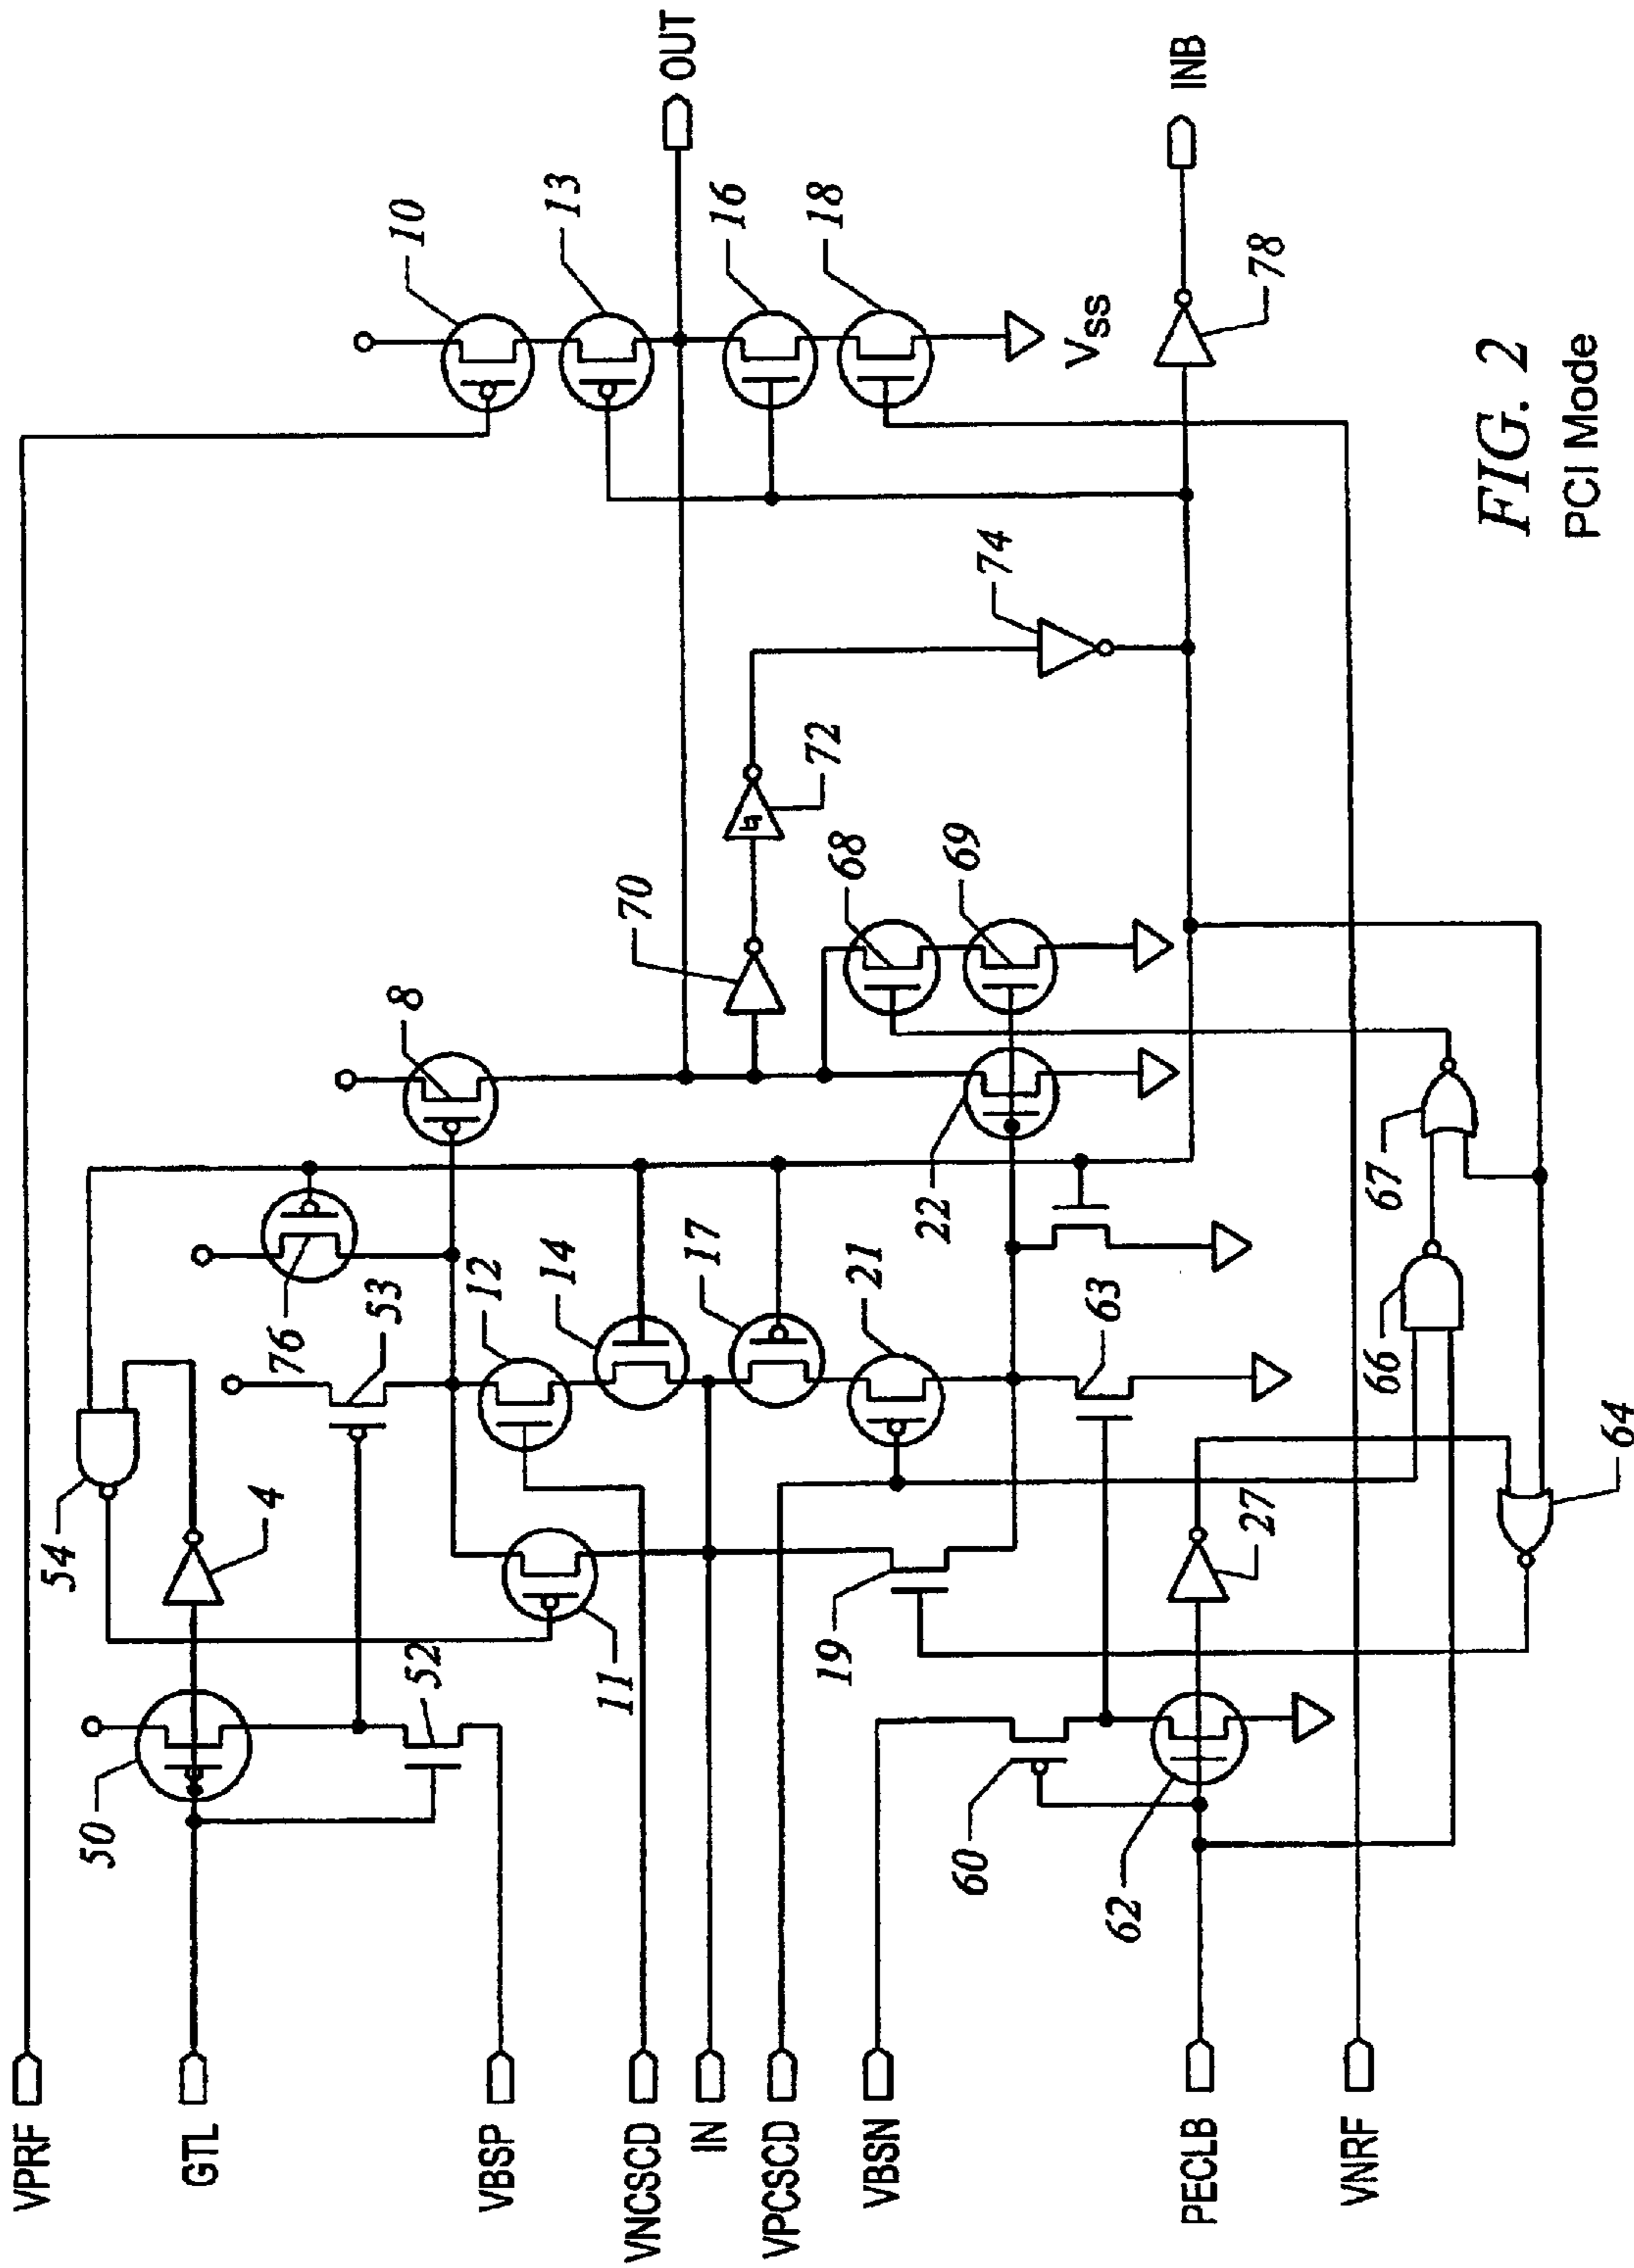 VPRF
GTL
VBSP
VNCSCD
IN
VPCSCD
VBSN
PECLB
VNRF
50
52
54
4
53
76
11
12
14
17
21
19
60
62
63
27
64
66
67
8
22
68
69
70
72
74
10
13
16
18
78
VSS
OUT
INB
FIG. 2
PCI Mode